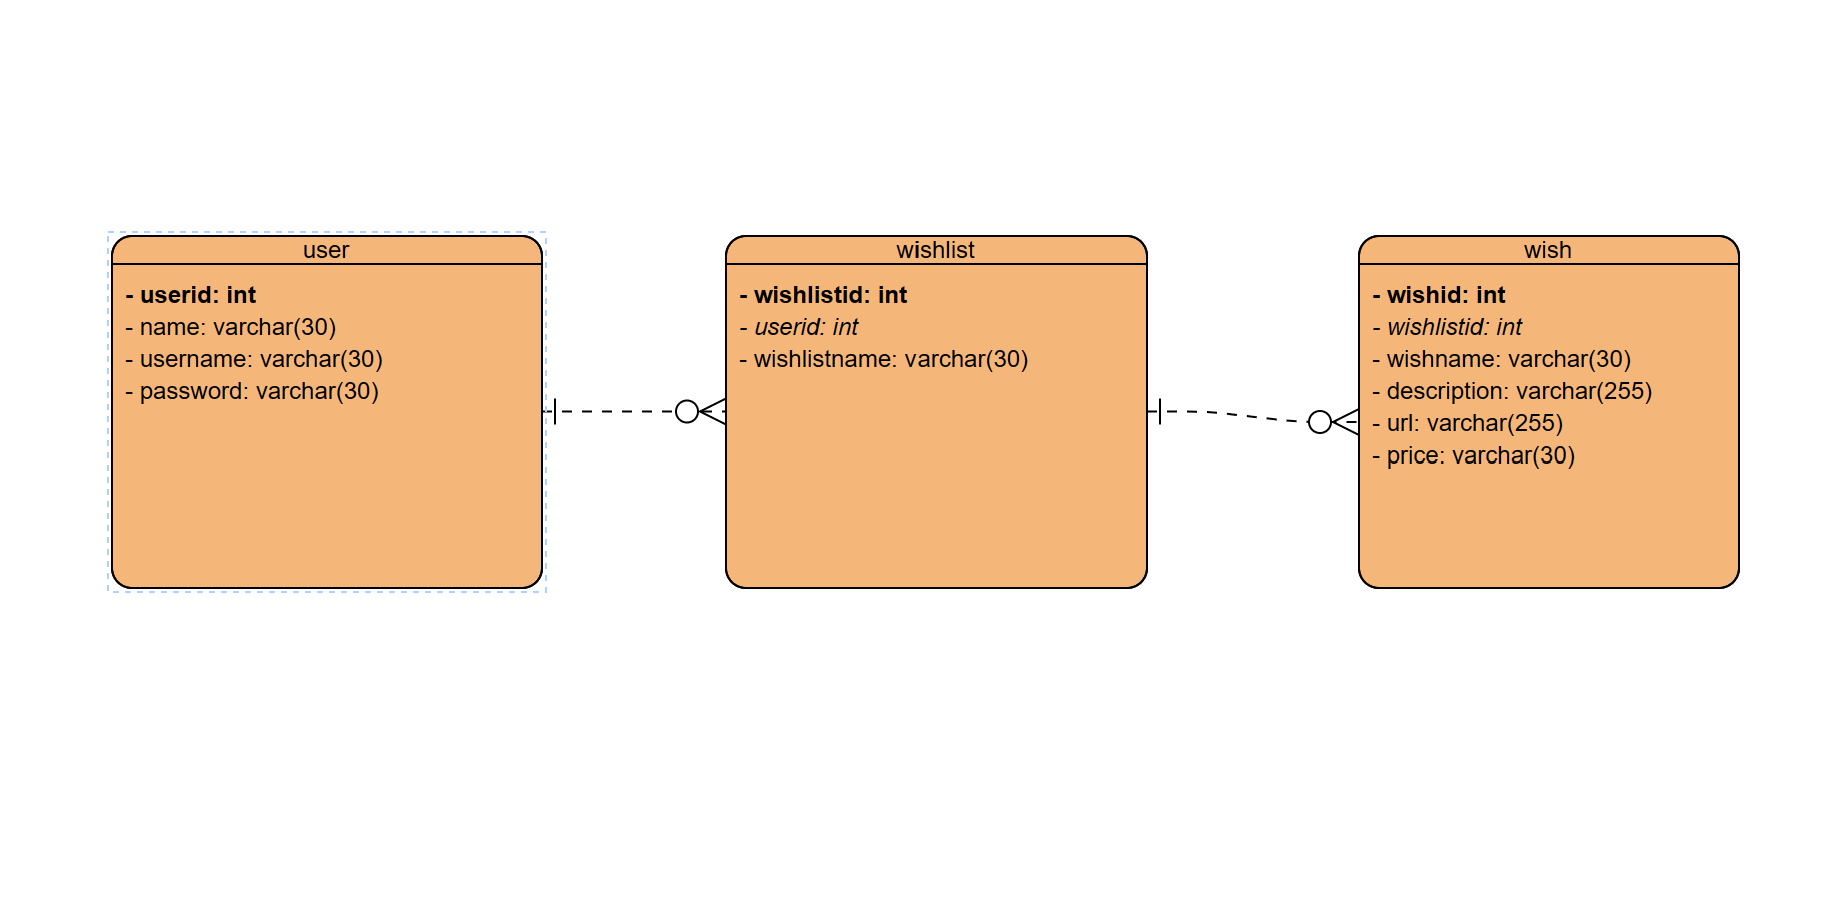 user
- userid: int
- name: varchar(30)
- username: varchar(30)
- password: varchar(30)
wishlist
- wishlistid: int
- userid: int
- wishlistname: varchar(30)
wish
- wishid: int
- wishlistid: int
- wishname: varchar(30)
- description: varchar(255)
- url: varchar(255)
- price: varchar(30)